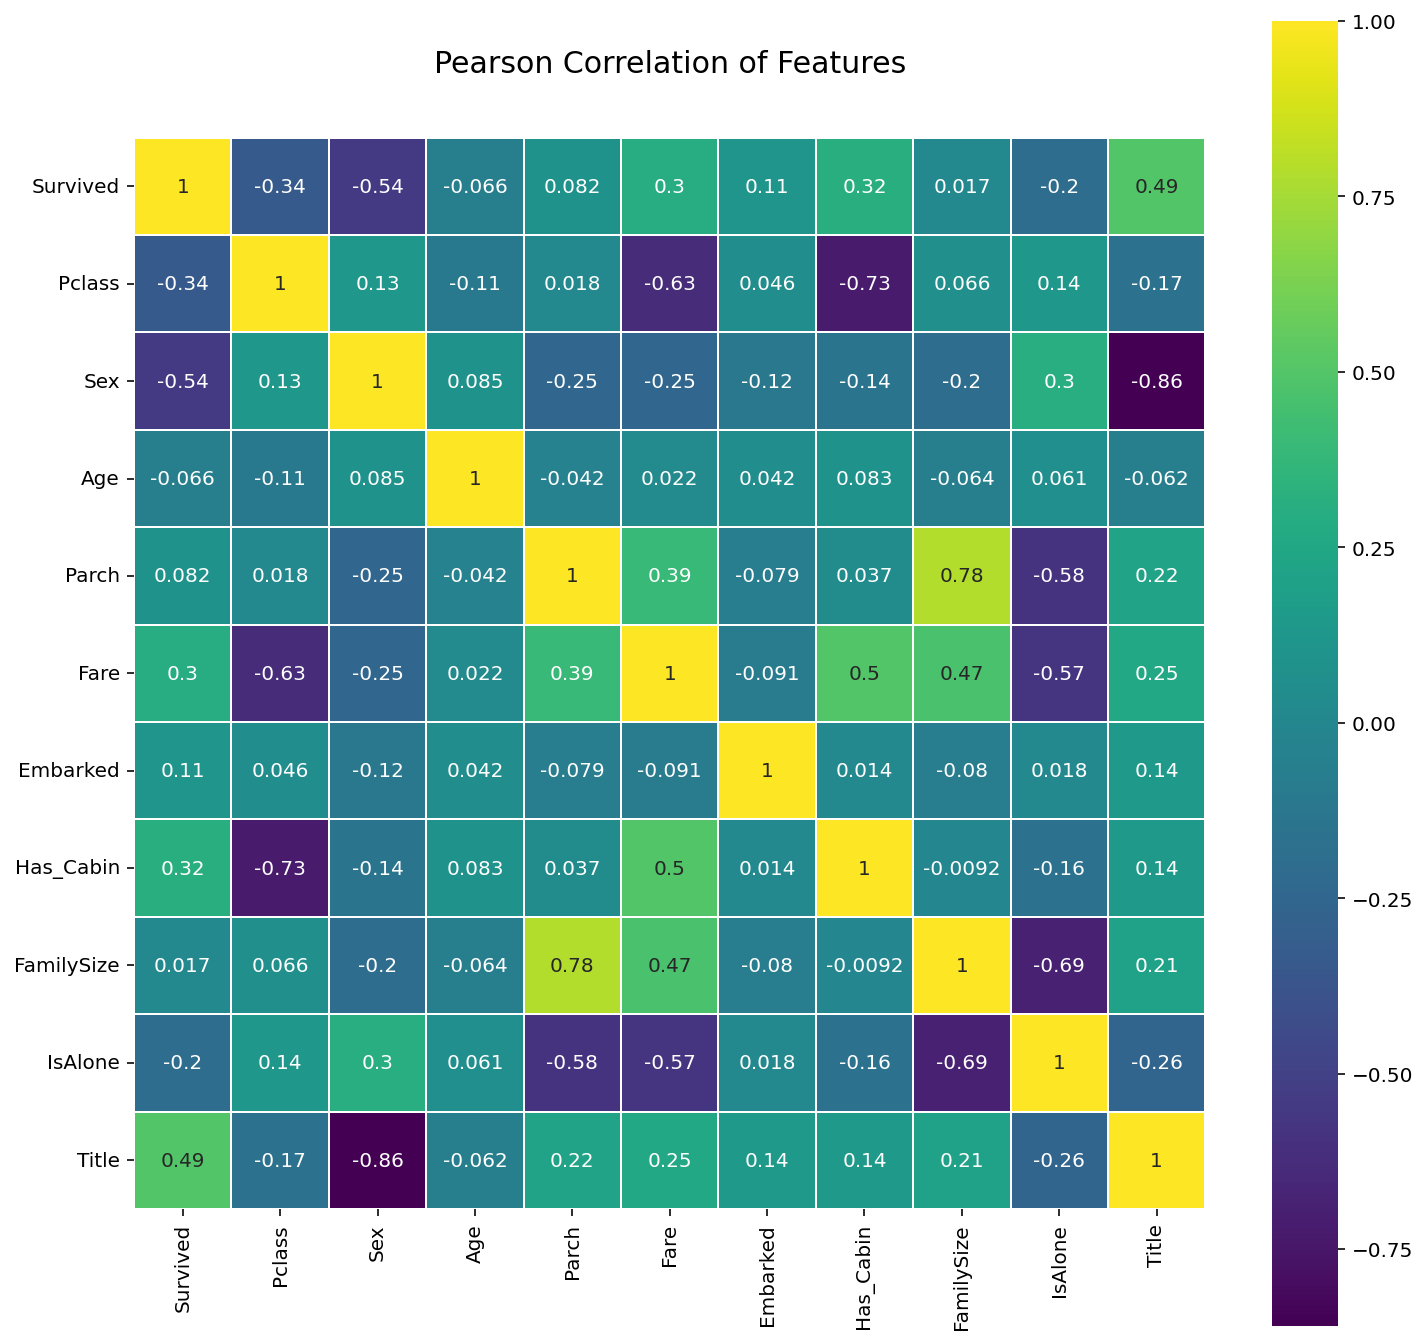 Pearson Correlation of Features
Survived 1 -0.34 -0.54 -0.066 0.082 0.3 0.11 0.32 0.017 -0.2 0.49
Pclass -0.34 1 0.13 -0.11 0.018 -0.63 0.046 -0.73 0.066 0.14 -0.17
Sex -0.54 0.13 1 0.085 -0.25 -0.25 -0.12 -0.14 -0.2 0.3 -0.86
Age -0.066 -0.11 0.085 1 -0.042 0.022 0.042 0.083 -0.064 0.061 -0.062
Parch 0.082 0.018 -0.25 -0.042 1 0.39 -0.079 0.037 0.78 -0.58 0.22
Fare 0.3 -0.63 -0.25 0.022 0.39 1 -0.091 0.5 0.47 -0.57 0.25
Embarked 0.11 0.046 -0.12 0.042 -0.079 -0.091 1 0.014 -0.08 0.018 0.14
Has_Cabin 0.32 -0.73 -0.14 0.083 0.037 0.5 0.014 1 -0.0092 -0.16 0.14
FamilySize 0.017 0.066 -0.2 -0.064 0.78 0.47 -0.08 -0.0092 1 -0.69 0.21
IsAlone -0.2 0.14 0.3 0.061 -0.58 -0.57 0.018 -0.16 -0.69 1 -0.26
Title 0.49 -0.17 -0.86 -0.062 0.22 0.25 0.14 0.14 0.21 -0.26 1
Survived Pclass Sex Age Parch Fare Embarked Has_Cabin FamilySize IsAlone Title
1.00
0.75
0.50
0.25
0.00
−0.25
−0.50
−0.75